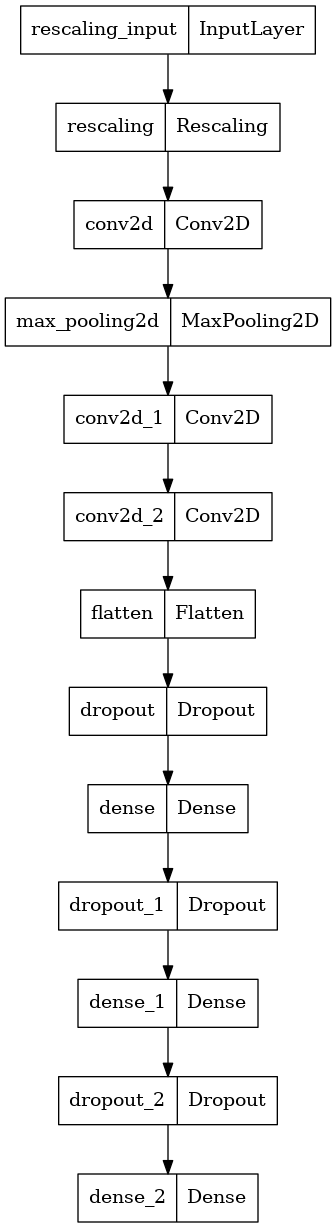 rescaling_input InputLayer
rescaling Rescaling
conv2d Conv2D
max_pooling2d MaxPooling2D
conv2d_1 Conv2D
conv2d_2 Conv2D
flatten Flatten
dropout Dropout
dense Dense
dropout_1 Dropout
dense_1 Dense
dropout_2 Dropout
dense_2 Dense